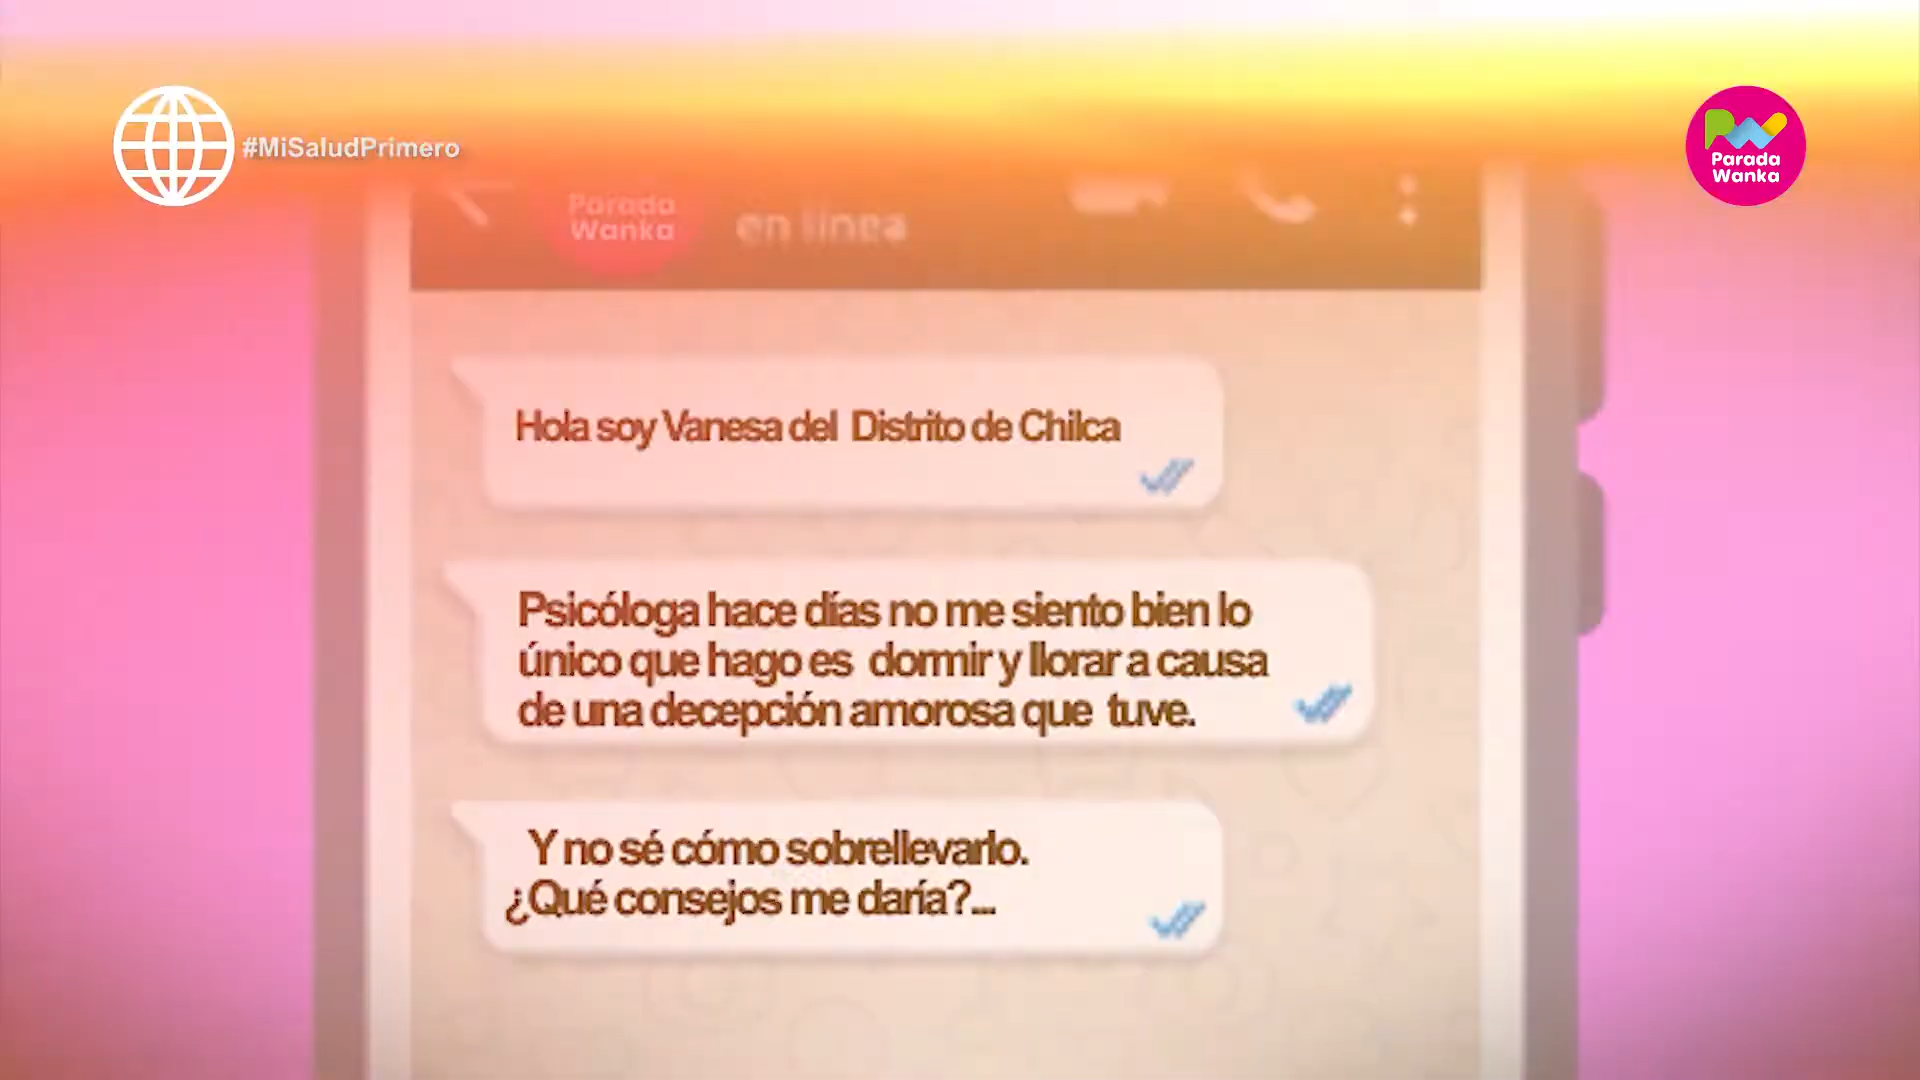 #MiSaludPrimero
Parada
Wanka
Parada
Wanka
en línea
Hola soy Vanesa del Distrito de Chilca
Psicóloga hace días no me siento bien lo
único que hago es dormir y llorar a causa
de una decepción amorosa que tuve.
Y no sé cómo sobrellevarlo.
¿Qué consejos me daría?...